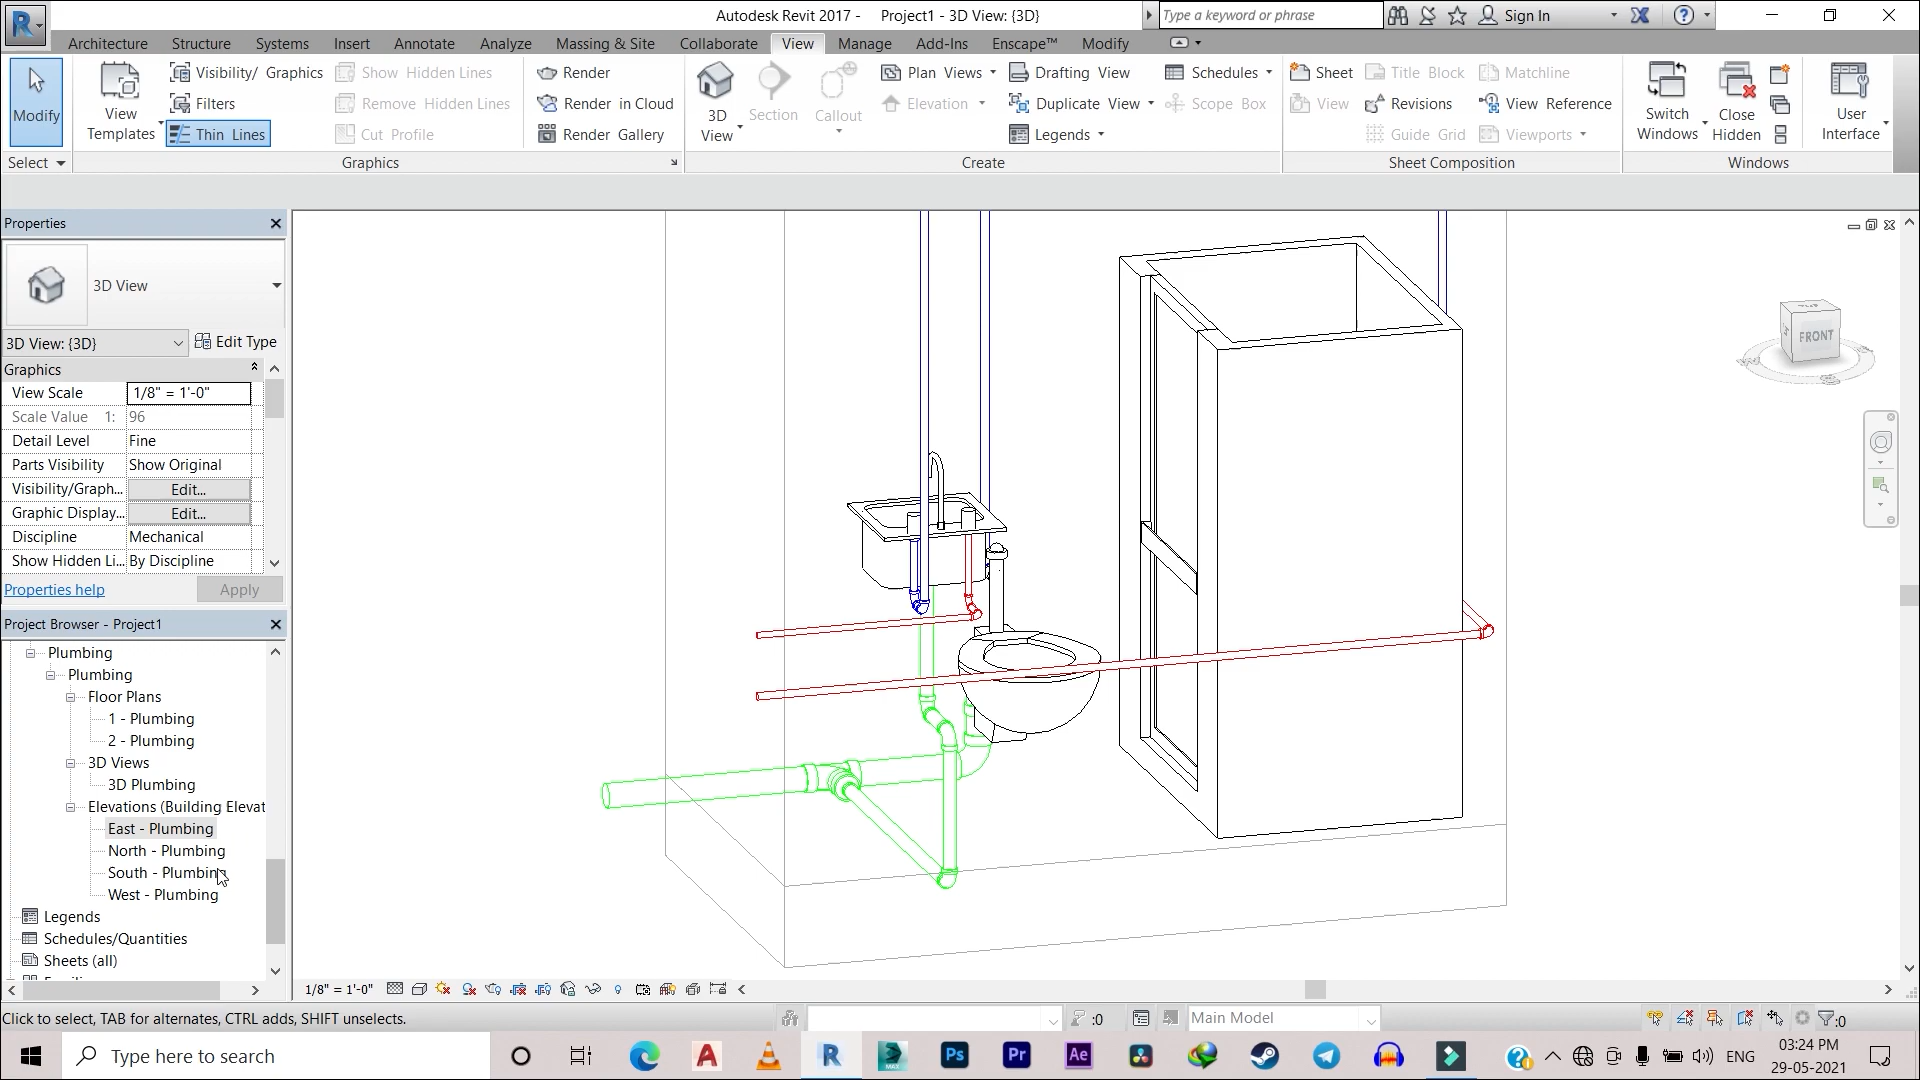 Autodesk Revit 2017 - Project1 - 3D View: {3D}
Type a keyword or phrase
Sign In
Architecture Structure Systems Insert Annotate Analyze Massing & Site Collaborate View Manage Add-Ins Enscape™ Modify
Modify
View Templates
Visibility/ Graphics
Filters
Thin Lines
Show Hidden Lines
Remove Hidden Lines
Cut Profile
Render
Render in Cloud
Render Gallery
3D View
Section
Callout
Plan Views
Elevation
Drafting View
Duplicate View
Legends
Schedules
Scope Box
Sheet
View
Title Block
Revisions
Guide Grid
Matchline
View Reference
Viewports
Switch Windows
Close Hidden
User Interface
Select
Graphics
Create
Sheet Composition
Windows
Properties
3D View
3D View: {3D}
Edit Type
Graphics
View Scale 1/8" = 1'-0"
Scale Value 1: 96
Detail Level Fine
Parts Visibility Show Original
Visibility/Graph... Edit...
Graphic Display... Edit...
Discipline Mechanical
Show Hidden Li... By Discipline
Properties help
Apply
Project Browser - Project1
Plumbing
Plumbing
Floor Plans
1 - Plumbing
2 - Plumbing
3D Views
3D Plumbing
Elevations (Building Elevat
East - Plumbing
North - Plumbing
South - Plumbing
West - Plumbing
Legends
Schedules/Quantities
Sheets (all)
FRONT
1/8" = 1'-0"
Click to select, TAB for alternates, CTRL adds, SHIFT unselects.
:0
Main Model
:0
Type here to search
Ps
Pr
Ae
ENG
03:24 PM
29-05-2021